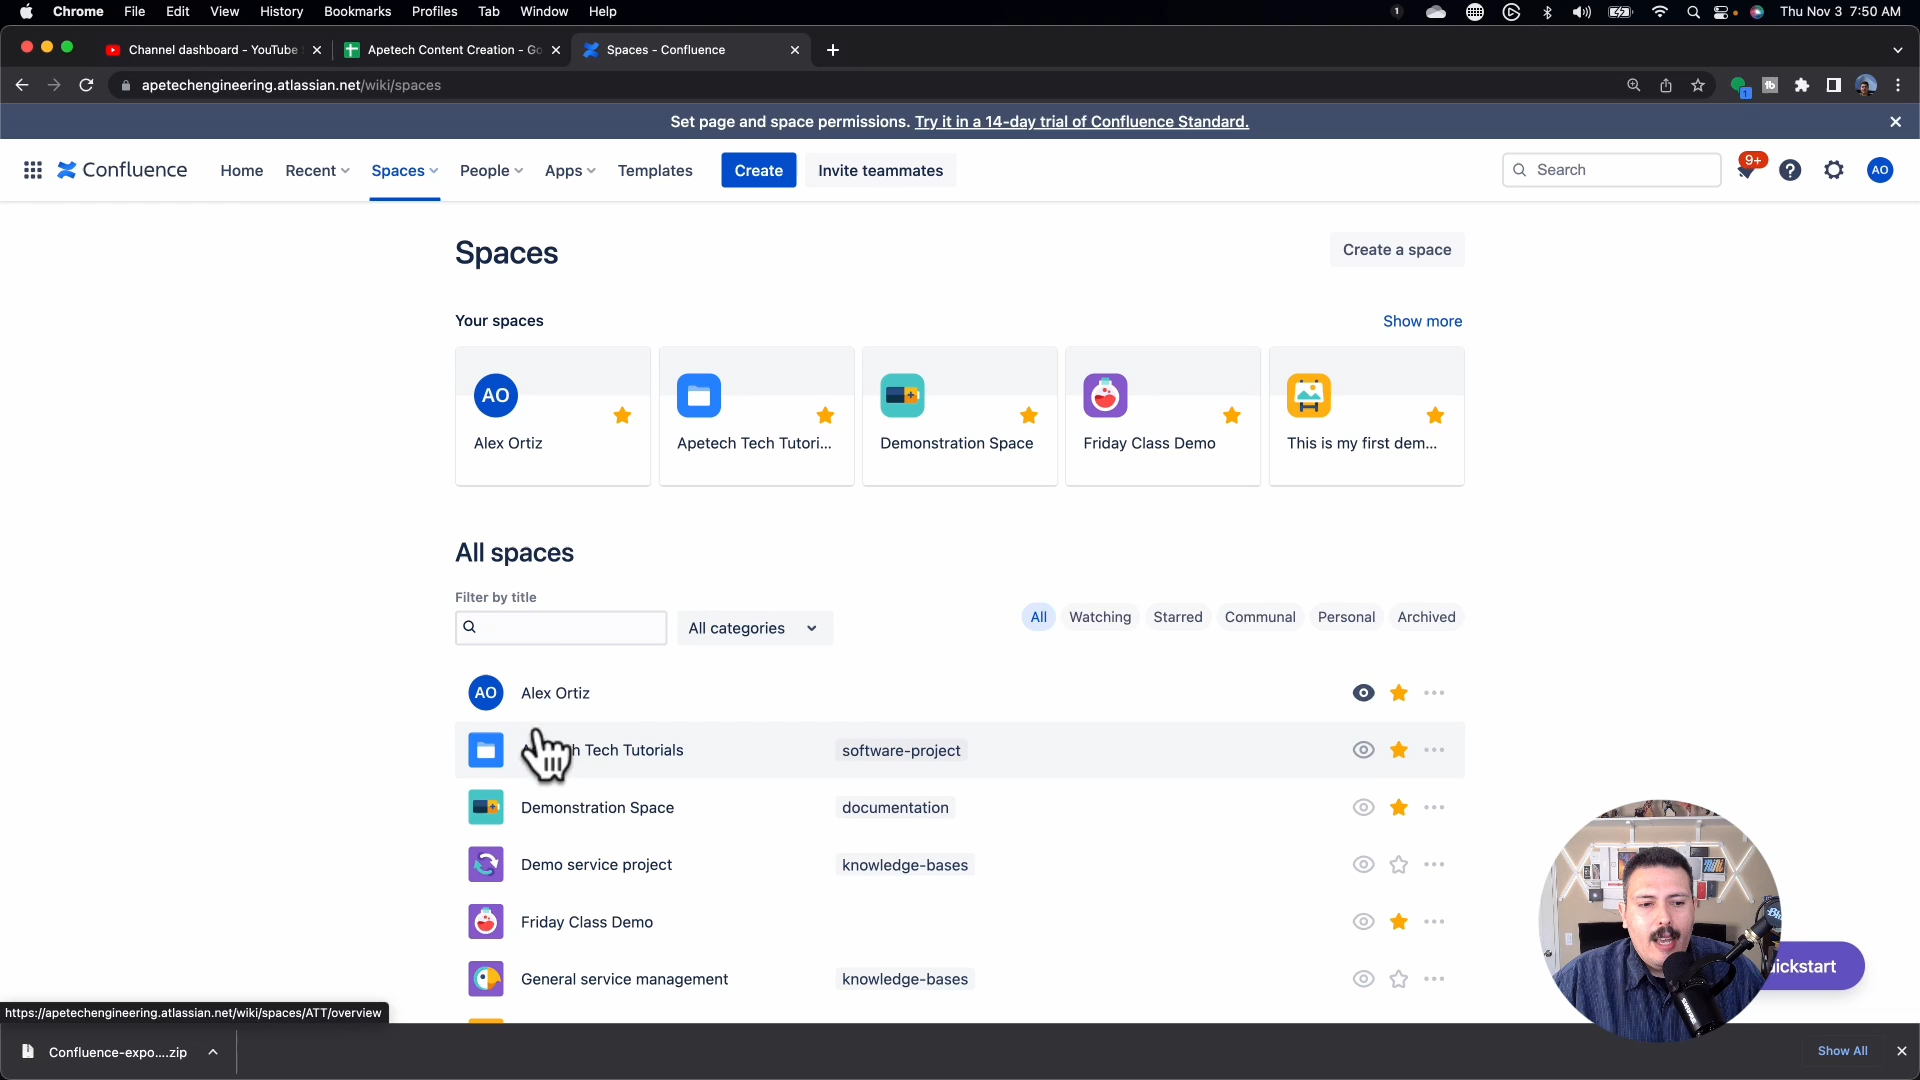 Chrome File Edit View History Bookmarks Profiles Tab Window Help
1 Thu Nov 3 7:50 AM
Channel dashboard - YouTube
Apetech Content Creation - Go
Spaces - Confluence
apetechengineering.atlassian.net/wiki/spaces
1 tb
Set page and space permissions. Try it in a 14-day trial of Confluence Standard.
Confluence Home Recent Spaces People Apps Templates Create Invite teammates Search 9+ AO
Spaces
Create a space
Your spaces
Show more
AO
Alex Ortiz
Apetech Tech Tutori...
Demonstration Space
Friday Class Demo
This is my first dem...
All spaces
Filter by title
All categories
All Watching Starred Communal Personal Archived
AO Alex Ortiz
Tech Tutorials software-project
Demonstration Space documentation
Demo service project knowledge-bases
Friday Class Demo
General service management knowledge-bases
ickstart
https://apetechengineering.atlassian.net/wiki/spaces/ATT/overview
Confluence-expo....zip
Show All